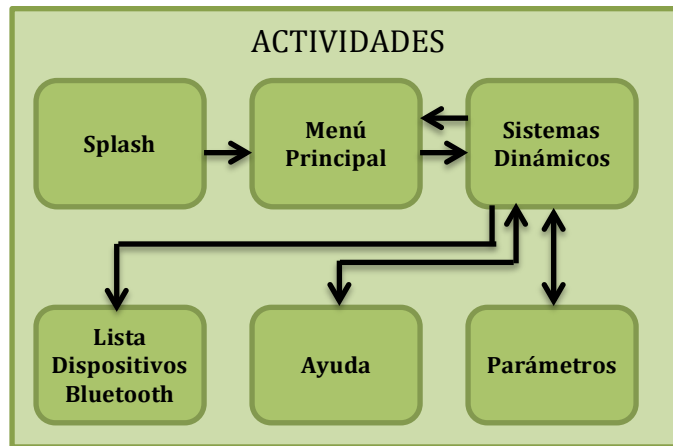 ACTIVIDADES
Splash
Menú
Principal
Sistemas
Dinámicos
Lista
Dispositivos
Bluetooth
Ayuda
Parámetros